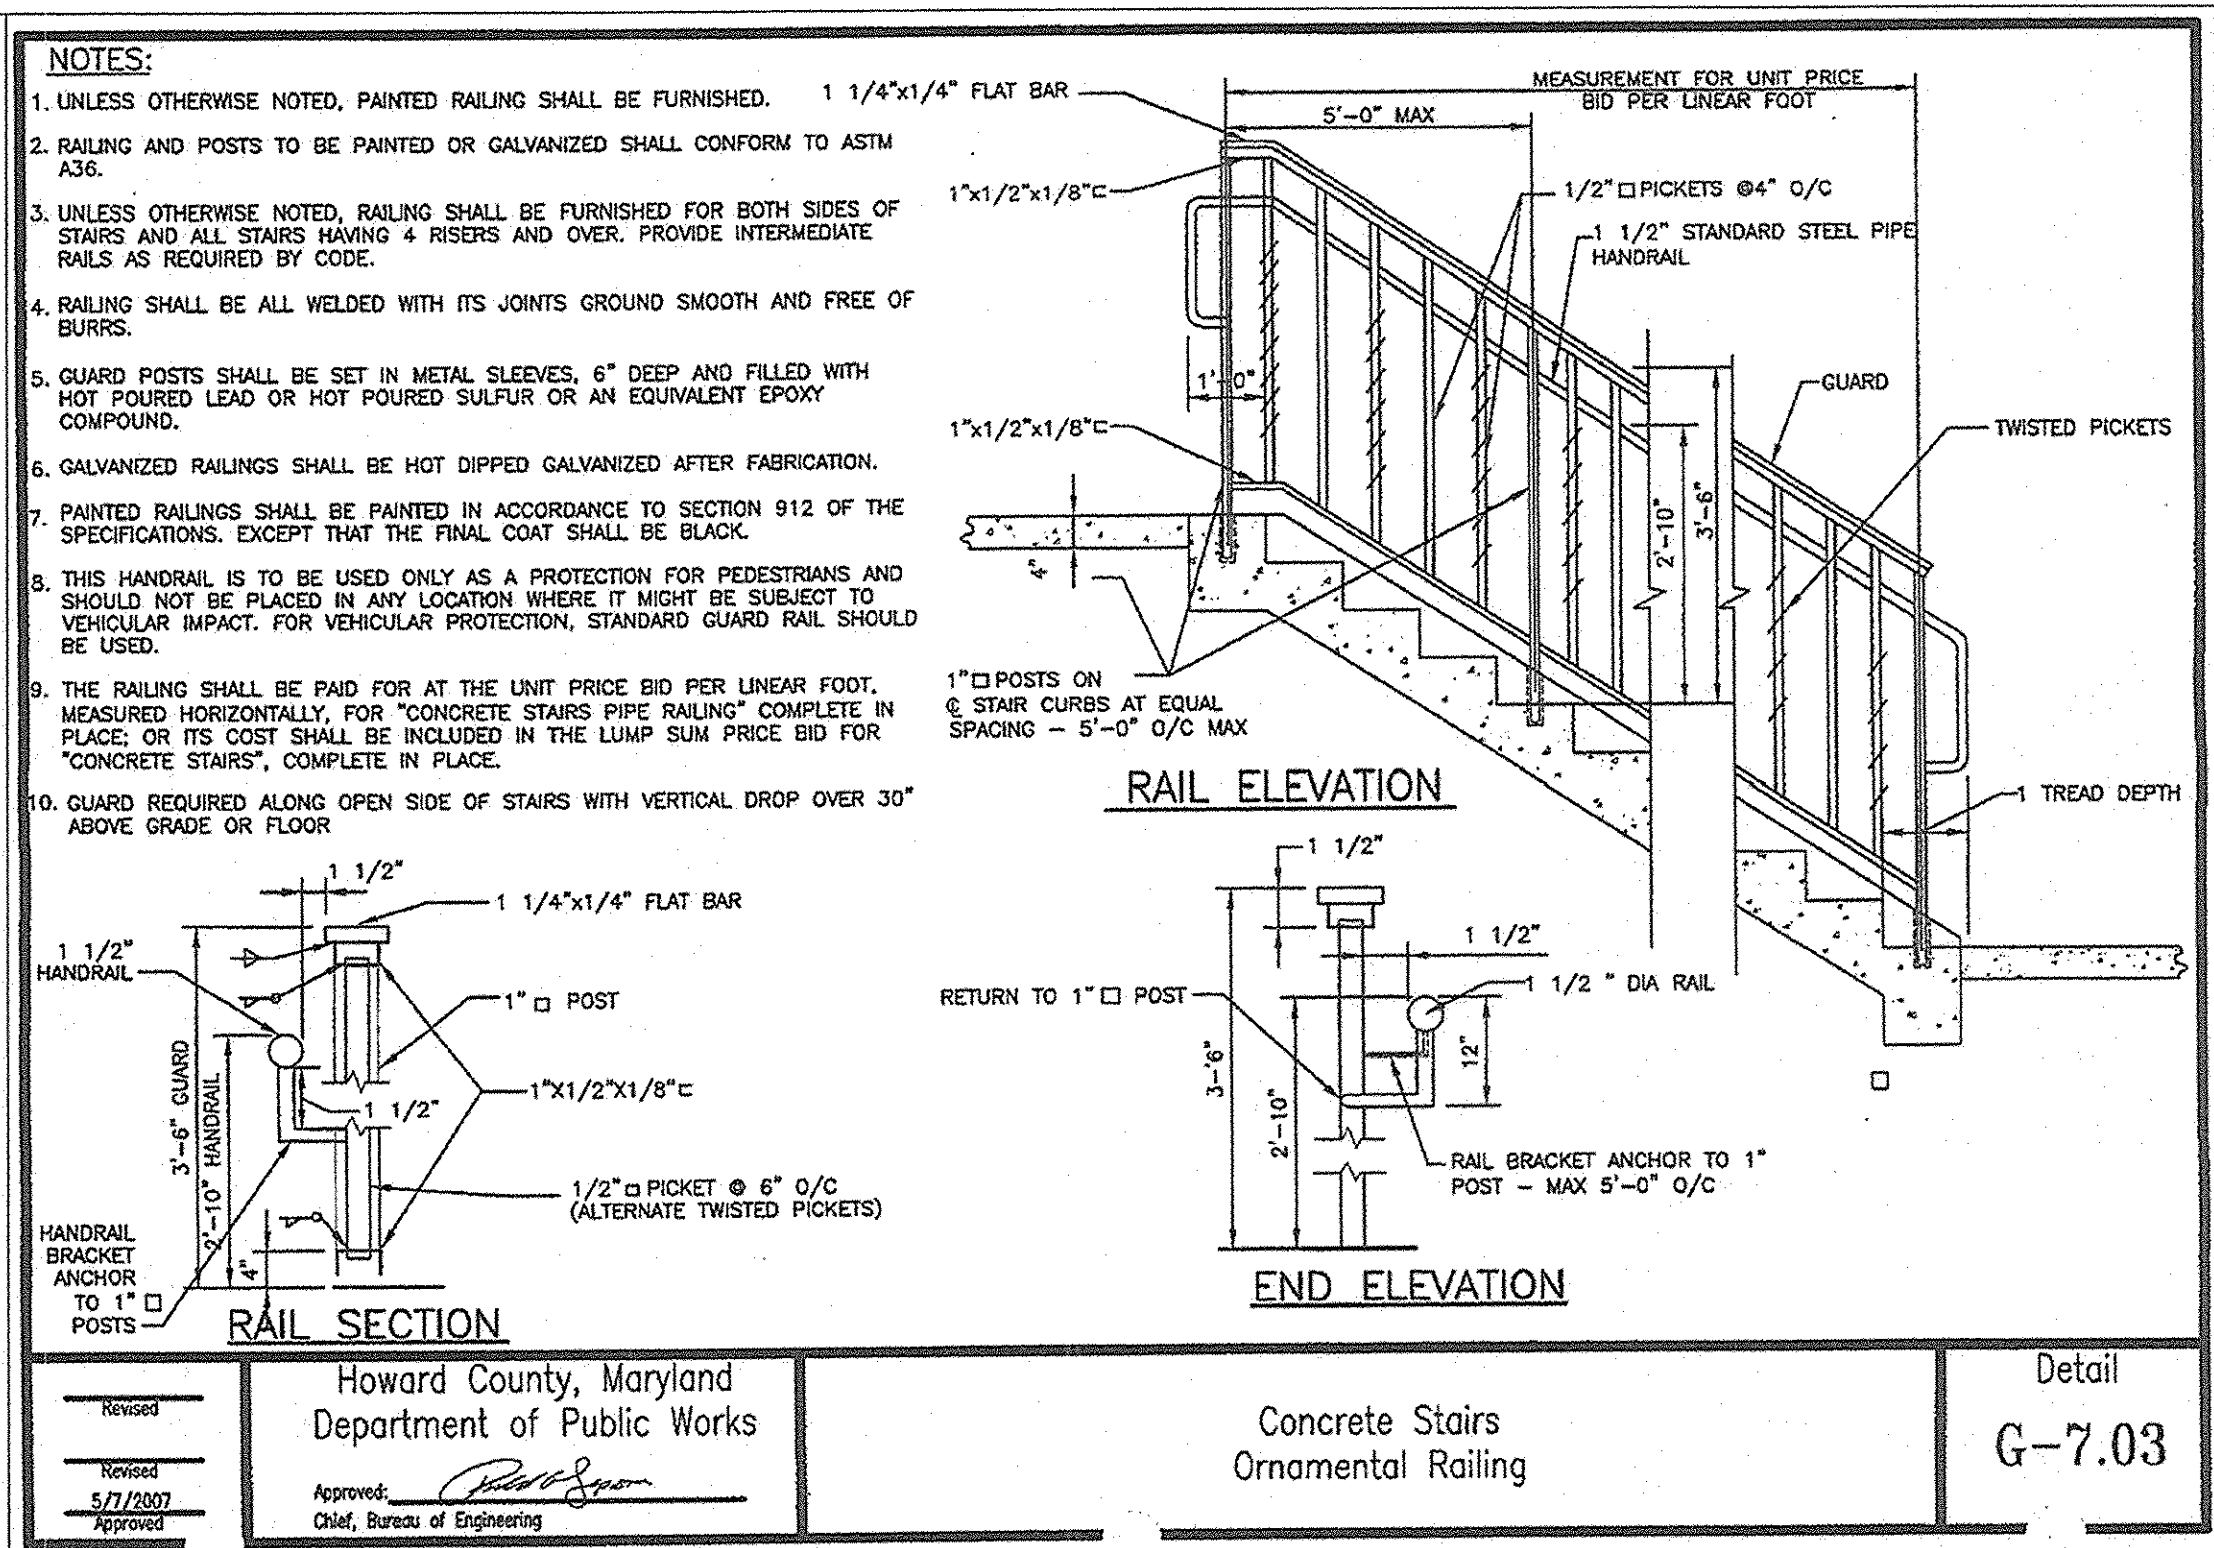 NOTES:
1. UNLESS OTHERWISE NOTED, PAINTED RAILING SHALL BE FURNISHED.
2. RAILING AND POSTS TO BE PAINTED OR GALVANIZED SHALL CONFORM TO ASTM
A36.
3. UNLESS OTHERWISE NOTED, RAILING SHALL BE FURNISHED FOR BOTH SIDES OF
STAIRS AND ALL STAIRS HAVING 4 RISERS AND OVER. PROVIDE INTERMEDIATE
RAILS AS REQUIRED BY CODE.
4. RAILING SHALL BE ALL WELDED WITH ITS JOINTS GROUND SMOOTH AND FREE OF
BURRS.
5. GUARD POSTS SHALL BE SET IN METAL SLEEVES, 6" DEEP AND FILLED WITH
HOT POURED LEAD OR HOT POURED SULFUR OR AN EQUIVALENT EPOXY
COMPOUND.
6. GALVANIZED RAILINGS SHALL BE HOT DIPPED GALVANIZED AFTER FABRICATION.
7. PAINTED RAILINGS SHALL BE PAINTED IN ACCORDANCE TO SECTION 912 OF THE
SPECIFICATIONS. EXCEPT THAT THE FINAL COAT SHALL BE BLACK.
8. THIS HANDRAIL IS TO BE USED ONLY AS A PROTECTION FOR PEDESTRIANS AND
SHOULD NOT BE PLACED IN ANY LOCATION WHERE IT MIGHT BE SUBJECT TO
VEHICULAR IMPACT. FOR VEHICULAR PROTECTION, STANDARD GUARD RAIL SHOULD
BE USED.
9. THE RAILING SHALL BE PAID FOR AT THE UNIT PRICE BID PER LINEAR FOOT.
MEASURED HORIZONTALLY, FOR "CONCRETE STAIRS PIPE RAILING" COMPLETE IN
PLACE; OR ITS COST SHALL BE INCLUDED IN THE LUMP SUM PRICE BID FOR
"CONCRETE STAIRS", COMPLETE IN PLACE.
10. GUARD REQUIRED ALONG OPEN SIDE OF STAIRS WITH VERTICAL DROP OVER 30"
ABOVE GRADE OR FLOOR
1 1/4"x1/4" FLAT BAR
MEASUREMENT FOR UNIT PRICE
BID PER LINEAR FOOT
5'-0" MAX
1"x1/2"x1/8"⊏
1/2"□ PICKETS @4" O/C
1 1/2" STANDARD STEEL PIPE
HANDRAIL
1'-0"
GUARD
1"x1/2"x1/8"⊏
TWISTED PICKETS
2'-10"
3'-6"
4"
1"□ POSTS ON
℄ STAIR CURBS AT EQUAL
SPACING – 5'-0" O/C MAX
1 TREAD DEPTH
RAIL ELEVATION
1 1/2"
1 1/4"x1/4" FLAT BAR
1 1/2"
HANDRAIL
1" □ POST
3'-6" GUARD
2'-10" HANDRAIL
1"X1/2"X1/8"⊏
1 1/2"
1/2"□ PICKET @ 6" O/C
(ALTERNATE TWISTED PICKETS)
HANDRAIL
BRACKET
ANCHOR
TO 1" □
POSTS
4"
RAIL SECTION
1 1/2"
1 1/2"
RETURN TO 1" □ POST
1 1/2 " DIA RAIL
3-'6"
2'-10"
12"
RAIL BRACKET ANCHOR TO 1"
POST – MAX 5'-0" O/C
END ELEVATION
Revised
Revised
5/7/2007
Approved
Howard County, Maryland
Department of Public Works
Approved:
Chief, Bureau of Engineering
Concrete Stairs
Ornamental Railing
Detail
G-7.03